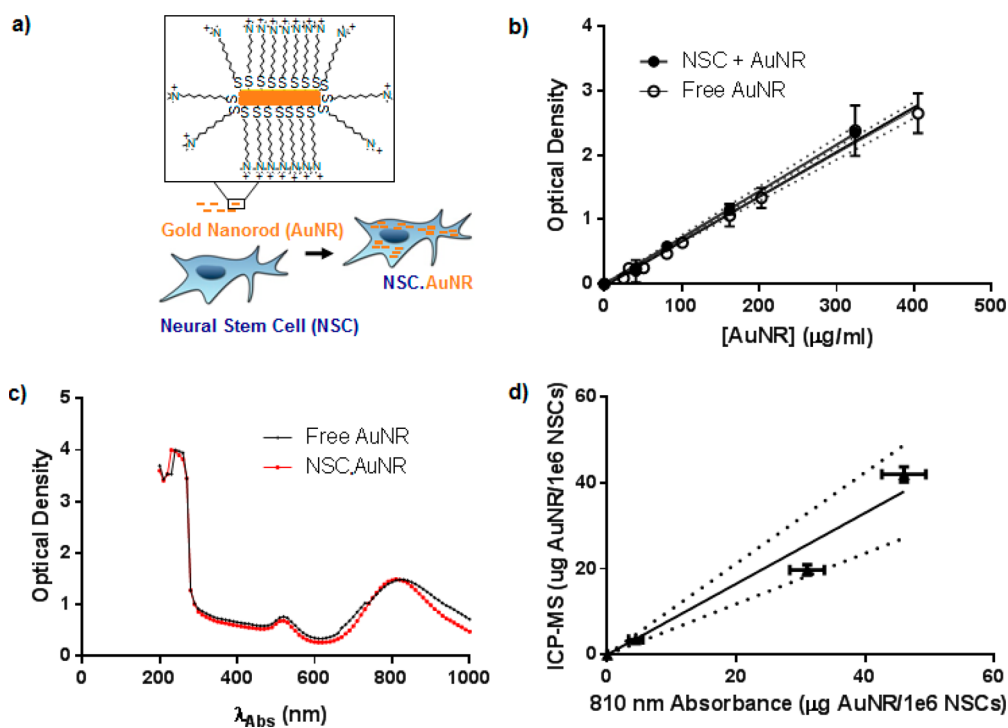 a)
N N N N N N N N N N
S S S S S S S S S S
N S S N
N N
N N N N N N N
Gold Nanorod (AuNR)
NSC.AuNR
Neural Stem Cell (NSC)
b)
Optical Density
3
2
1
0
NSC + AuNR
Free AuNR
0 100 200 300 400 500
[AuNR] (μg/ml)
c)
Optical Density
5
4
3
2
1
0
Free AuNR
NSC.AuNR
0 200 400 600 800 1000
λAbs (nm)
d)
ICP-MS (ug AuNR/1e6 NSCs)
60
40
20
0
0 20 40 60
810 nm Absorbance (μg AuNR/1e6 NSCs)